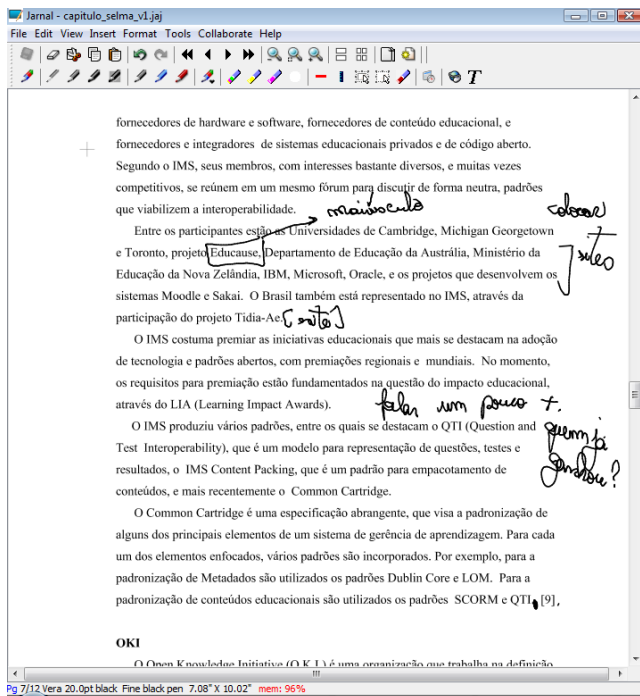 Jarnal - capitulo_selma_v1.jaj
File Edit View Insert Format Tools Collaborate Help
T
fornecedores de hardware e software, fornecedores de conteúdo educacional, e
fornecedores e integradores de sistemas educacionais privados e de código aberto.
Segundo o IMS, seus membros, com interesses bastante diversos, e muitas vezes
competitivos, se reúnem em um mesmo fórum para discutir de forma neutra, padrões
que viabilizem a interoperabilidade.
maiúsculo
colocar
Entre os participantes estão as Universidades de Cambridge, Michigan Georgetown
e Toronto, projeto Educause, Departamento de Educação da Austrália, Ministério da
Educação da Nova Zelândia, IBM, Microsoft, Oracle, e os projetos que desenvolvem os
sistemas Moodle e Sakai. O Brasil também está representado no IMS, através da
participação do projeto Tidia-Ae. [site]
O IMS costuma premiar as iniciativas educacionais que mais se destacam na adoção
de tecnologia e padrões abertos, com premiações regionais e mundiais. No momento,
os requisitos para premiação estão fundamentados na questão do impacto educacional,
através do LIA (Learning Impact Awards). falar um pouco +.
quem já
ganhou?
O IMS produziu vários padrões, entre os quais se destacam o QTI (Question and
Test Interoperability), que é um modelo para representação de questões, testes e
resultados, o IMS Content Packing, que é um padrão para empacotamento de
conteúdos, e mais recentemente o Common Cartridge.
O Common Cartridge é uma especificação abrangente, que visa a padronização de
alguns dos principais elementos de um sistema de gerência de aprendizagem. Para cada
um dos elementos enfocados, vários padrões são incorporados. Por exemplo, para a
padronização de Metadados são utilizados os padrões Dublin Core e LOM. Para a
padronização de conteúdos educacionais são utilizados os padrões SCORM e QTI. [9],
OKI
O Open Knowledge Initiative (O.K.I.) é uma organização que trabalha na definição
Pg 7/12 Vera 20.0pt black Fine black pen 7.08" X 10.02" mem: 96%